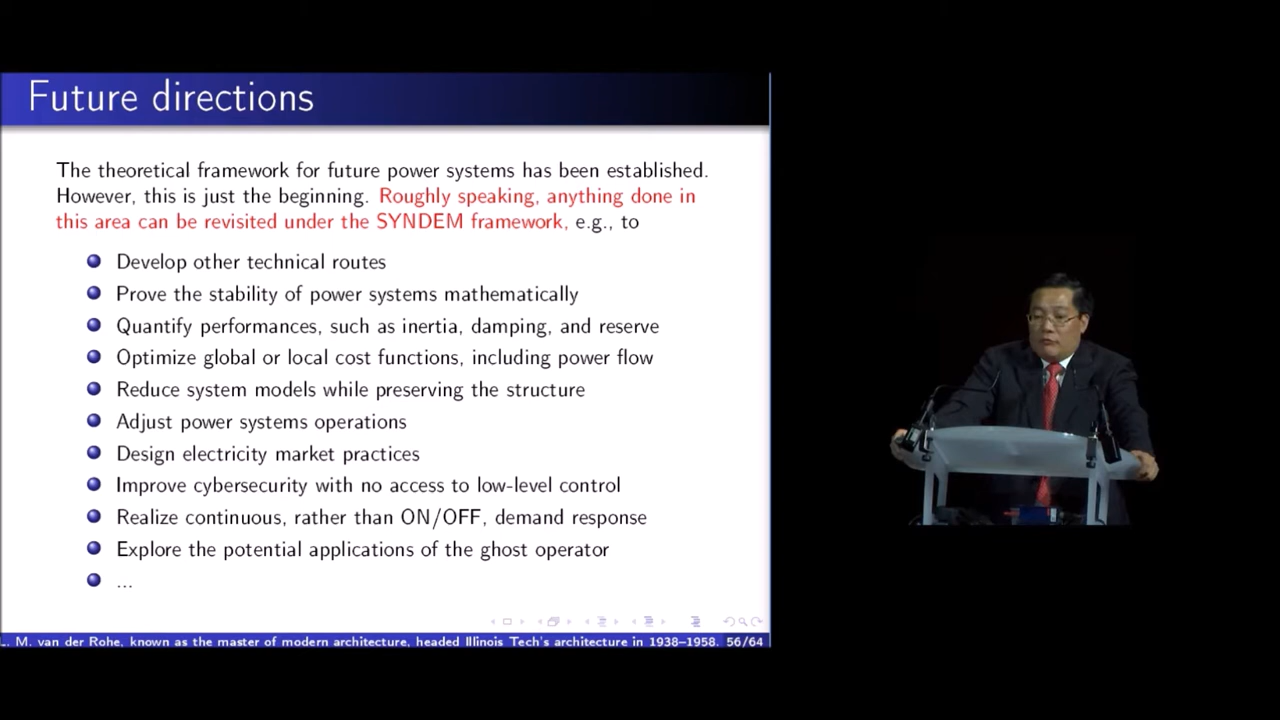 Future directions
The theoretical framework for future power systems has been established.
However, this is just the beginning. Roughly speaking, anything done in
this area can be revisited under the SYNDEM framework, e.g., to
Develop other technical routes
Prove the stability of power systems mathematically
Quantify performances, such as inertia, damping, and reserve
Optimize global or local cost functions, including power flow
Reduce system models while preserving the structure
Adjust power systems operations
Design electricity market practices
Improve cybersecurity with no access to low-level control
Realize continuous, rather than ON/OFF, demand response
Explore the potential applications of the ghost operator
...
. M. van der Rohe, known as the master of modern architecture, headed Illinois Tech's architecture in 1938–1958. 56/64